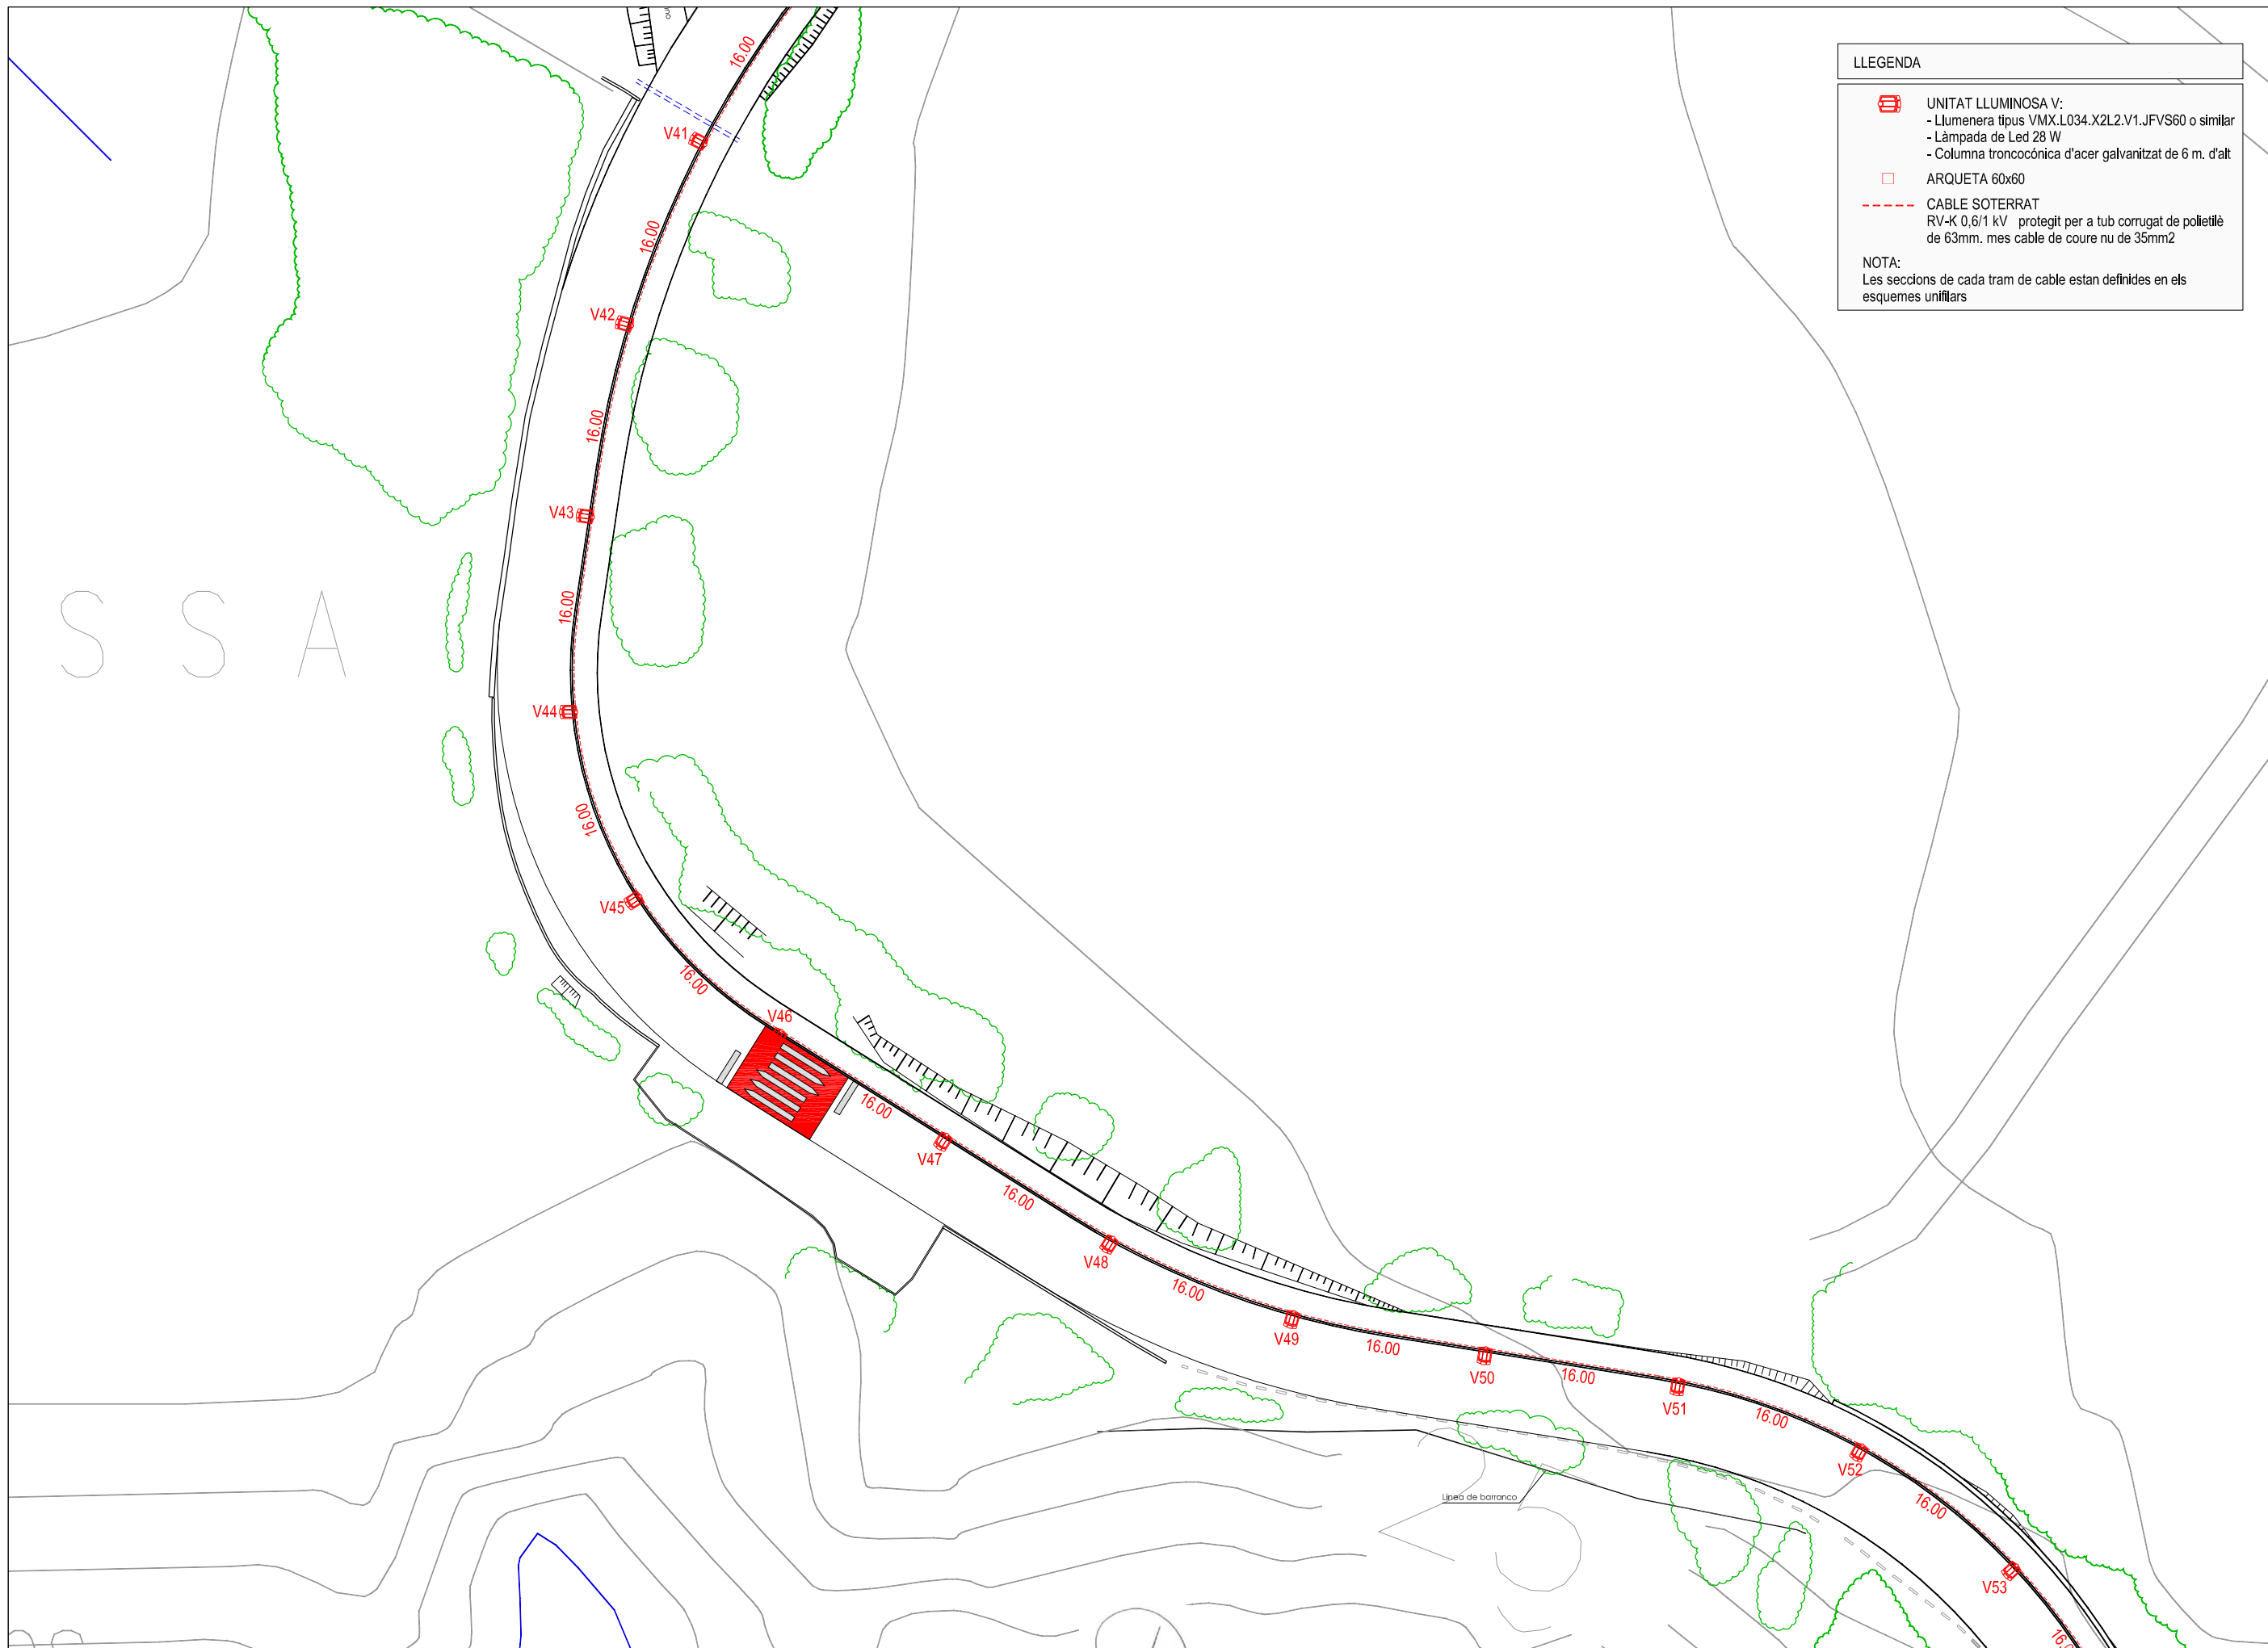 LLEGENDA
UNITAT LLUMINOSA V:
- Llumenera tipus VMX.L034.X2L2.V1.JFVS60 o similar
- Làmpada de Led 28 W
- Columna troncocónica d'acer galvanitzat de 6 m. d'alt
ARQUETA 60x60
CABLE SOTERRAT
RV-K 0,6/1 kV protegit per a tub corrugat de polietilè
de 63mm. mes cable de coure nu de 35mm2
NOTA:
Les seccions de cada tram de cable estan definides en els
esquemes unifilars
16.00
V41
16.00
V42
16.00
V43
16.00
S S A
V44
16.00
V45
16.00
V46
16.00
V47
16.00
V48
16.00
V49
16.00
V50
16.00
V51
16.00
V52
16.00
V53
Linea de barranco